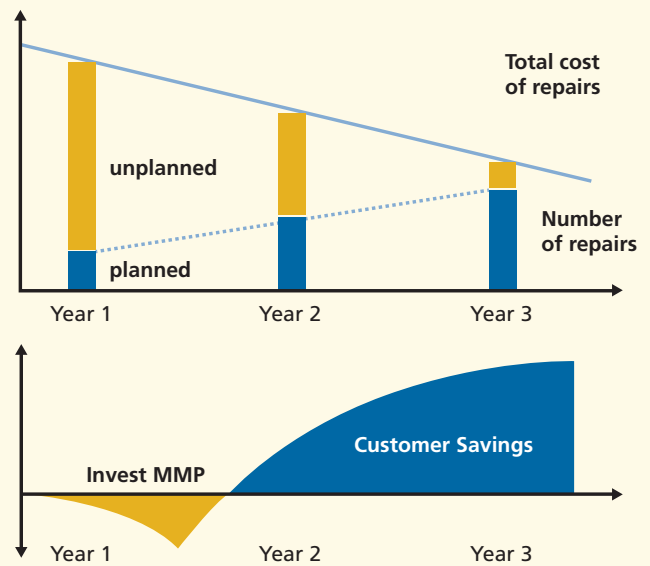 Total cost
of repairs
unplanned
Number
of repairs
planned
Year 1 Year 2 Year 3
Customer Savings
Invest MMP
Year 1 Year 2 Year 3